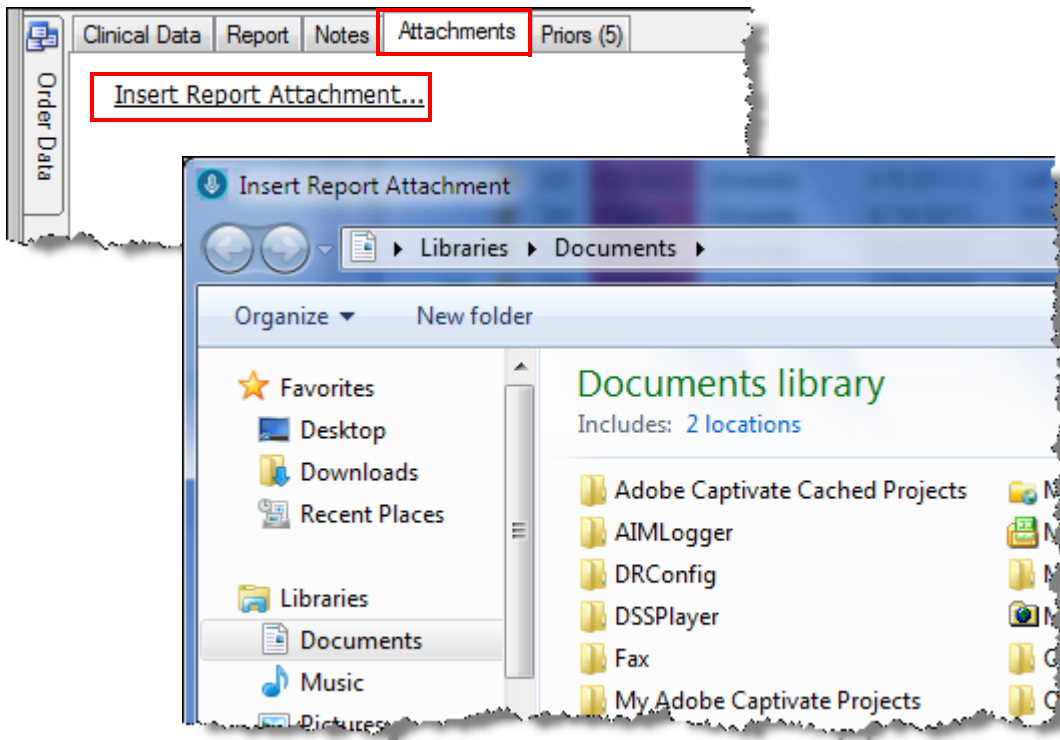 Clinical Data Report Notes Attachments Priors (5)
Order Data
Insert Report Attachment...
Insert Report Attachment
Libraries Documents
Organize New folder
Favorites
Desktop
Downloads
Recent Places
Libraries
Documents
Music
Pictures
Documents library
Includes: 2 locations
Adobe Captivate Cached Projects
AIMLogger
DRConfig
DSSPlayer
Fax
My Adobe Captivate Projects